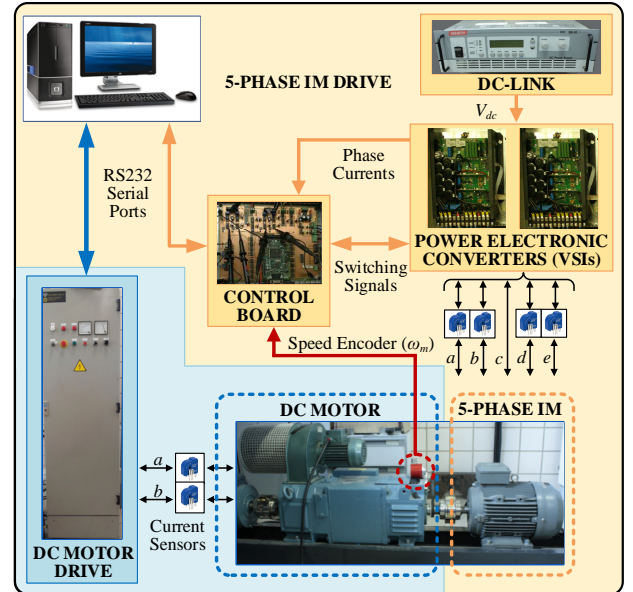 5-PHASE IM DRIVE
DC-LINK
Vdc
Phase
Currents
RS232
Serial
Ports
POWER ELECTRONIC
CONVERTERS (VSIs)
Switching
Signals
CONTROL
BOARD
Speed Encoder (ωm)
a b c d e
DC MOTOR
5-PHASE IM
a
b
Current
Sensors
DC MOTOR
DRIVE